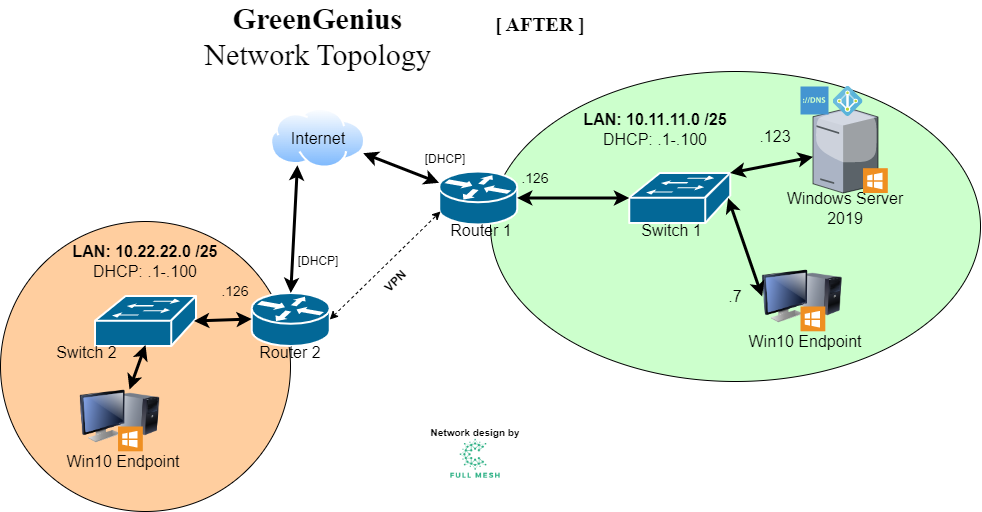 GreenGenius
Network Topology
[ AFTER ]
://DNS
LAN: 10.11.11.0 /25
DHCP: .1-.100
Internet
.123
[DHCP]
.126
Windows Server
2019
Router 1
Switch 1
LAN: 10.22.22.0 /25
DHCP: .1-.100
[DHCP]
VPN
.126
.7
Switch 2
Router 2
Win10 Endpoint
Win10 Endpoint
Network design by
FULL MESH